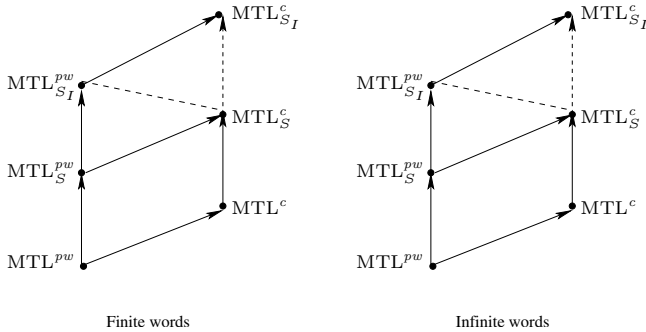 MTL^c_{S_I} MTL^c_{S_I}
MTL^{pw}_{S_I} MTL^{pw}_{S_I}
MTL^c_S MTL^c_S
MTL^{pw}_S MTL^{pw}_S
MTL^c MTL^c
MTL^{pw} MTL^{pw}
Finite words Infinite words